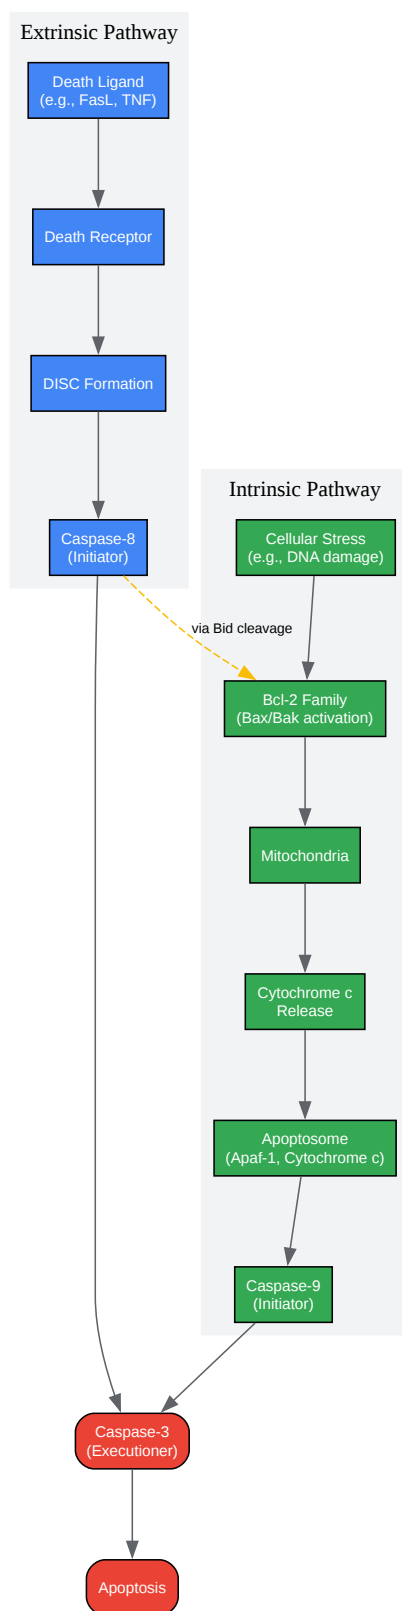 Extrinsic Pathway
Death Ligand
(e.g., FasL, TNF)
Death Receptor
DISC Formation
Caspase-8
(Initiator)
Intrinsic Pathway
Cellular Stress
(e.g., DNA damage)
via Bid cleavage
Bcl-2 Family
(Bax/Bak activation)
Mitochondria
Cytochrome c
Release
Apoptosome
(Apaf-1, Cytochrome c)
Caspase-9
(Initiator)
Caspase-3
(Executioner)
Apoptosis